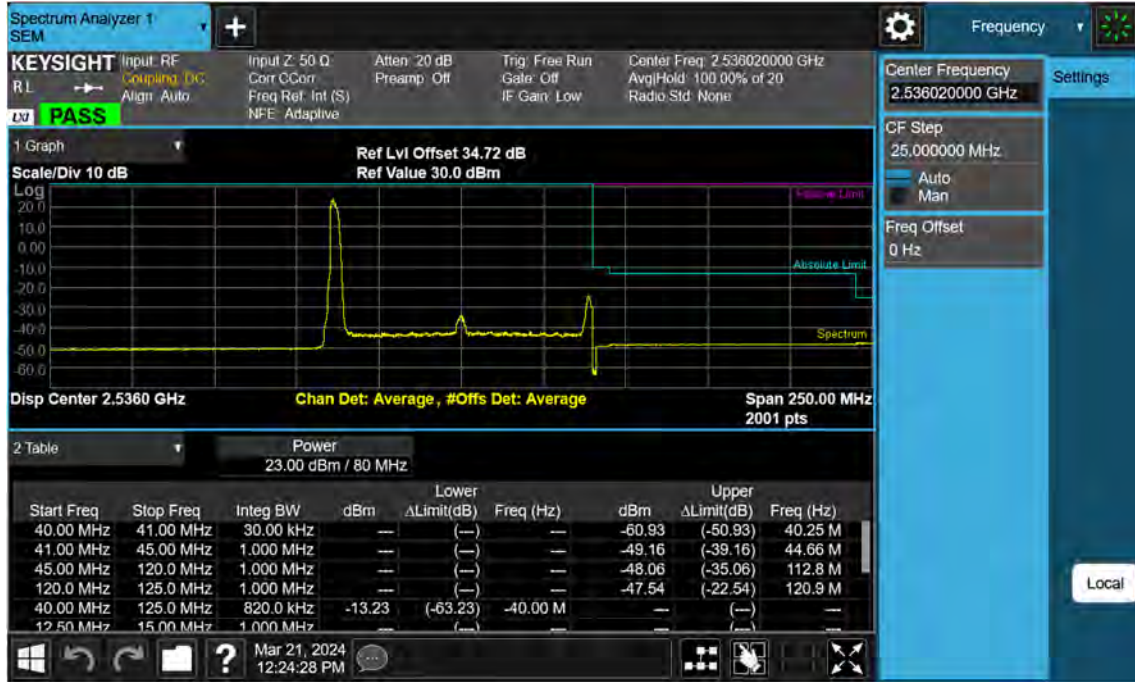 Spectrum Analyzer 1
SEM
+
Frequency
KEYSIGHT
Input: RF
Coupling: DC
Align: Auto
RL
LXI
PASS
Input Z: 50 Ω
Corr CCorr
Freq Ref: Int (S)
NFE: Adaptive
Atten: 20 dB
Preamp: Off
Trig: Free Run
Gate: Off
IF Gain: Low
Center Freq: 2.536020000 GHz
Avg|Hold: 100.00% of 20
Radio Std: None
Center Frequency
2.536020000 GHz
Settings
CF Step
25.000000 MHz
Auto
Man
Freq Offset
0 Hz
Local
1 Graph
Scale/Div 10 dB
Ref Lvl Offset 34.72 dB
Ref Value 30.0 dBm
Log
20.0
10.0
0.00
-10.0
-20.0
-30.0
-40.0
-50.0
-60.0
Relative Limit
Absolute Limit
Spectrum
Disp Center 2.5360 GHz
Chan Det: Average, #Offs Det: Average
Span 250.00 MHz
2001 pts
2 Table
Power
23.00 dBm / 80 MHz
Lower Upper
Start Freq Stop Freq Integ BW dBm ΔLimit(dB) Freq (Hz) dBm ΔLimit(dB) Freq (Hz)
40.00 MHz 41.00 MHz 30.00 kHz --- (---) --- -60.93 (-50.93) 40.25 M
41.00 MHz 45.00 MHz 1.000 MHz --- (---) --- -49.16 (-39.16) 44.66 M
45.00 MHz 120.0 MHz 1.000 MHz --- (---) --- -48.06 (-35.06) 112.8 M
120.0 MHz 125.0 MHz 1.000 MHz --- (---) --- -47.54 (-22.54) 120.9 M
40.00 MHz 125.0 MHz 820.0 kHz -13.23 (-63.23) -40.00 M --- (---) ---
12.50 MHz 15.00 MHz 1.000 MHz --- (---) --- --- (---) ---
?
Mar 21, 2024
12:24:28 PM